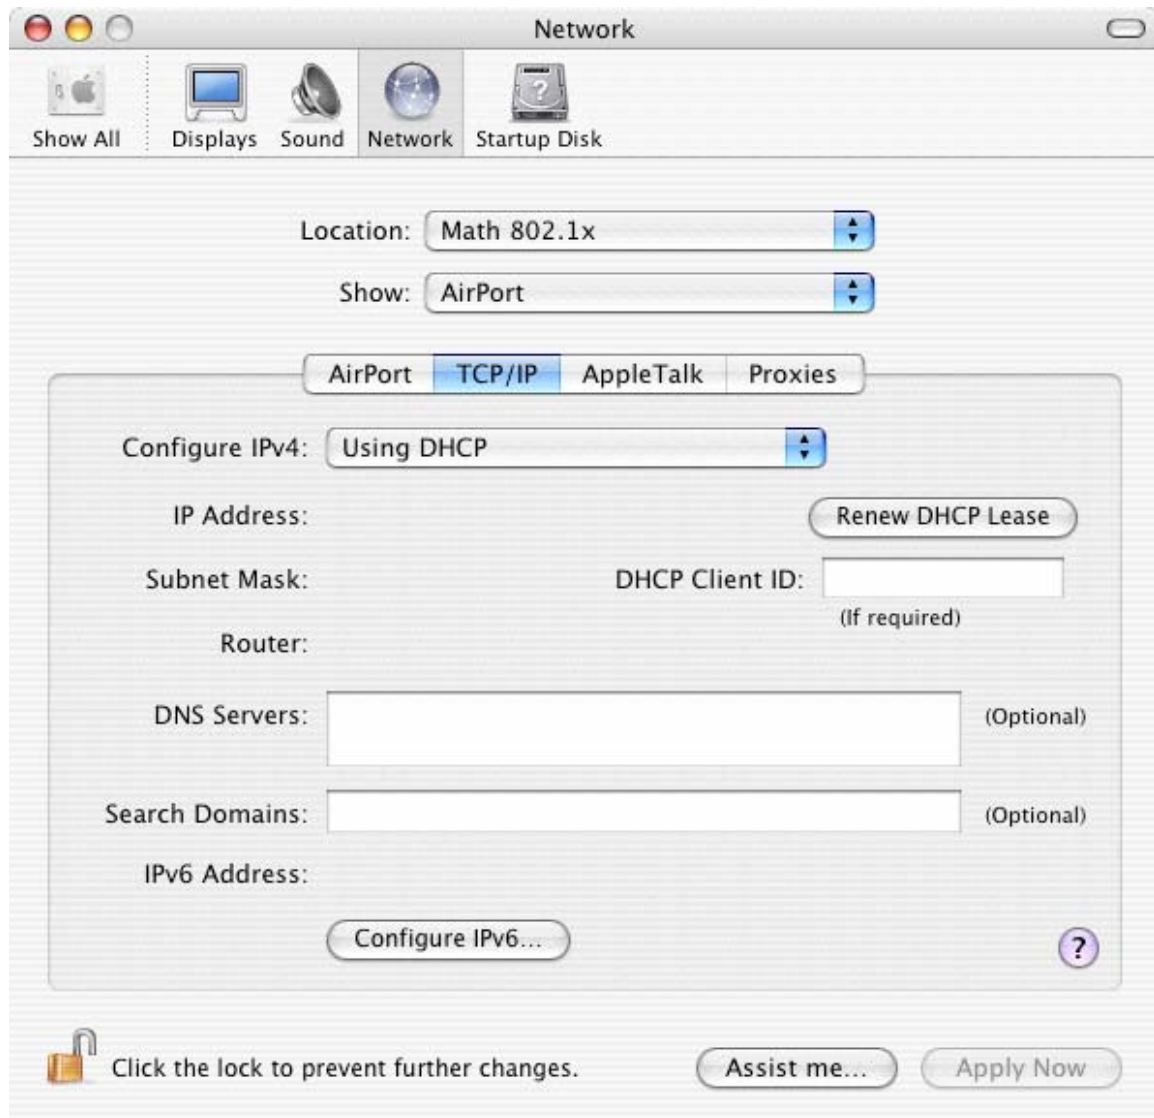 Network
Show All
Displays
Sound
Network
Startup Disk
Location: Math 802.1x
Show: AirPort
AirPort TCP/IP AppleTalk Proxies
Configure IPv4: Using DHCP
IP Address:
Renew DHCP Lease
Subnet Mask:
DHCP Client ID:
(If required)
Router:
DNS Servers:
(Optional)
Search Domains:
(Optional)
IPv6 Address:
Configure IPv6...
?
Click the lock to prevent further changes.
Assist me...
Apply Now